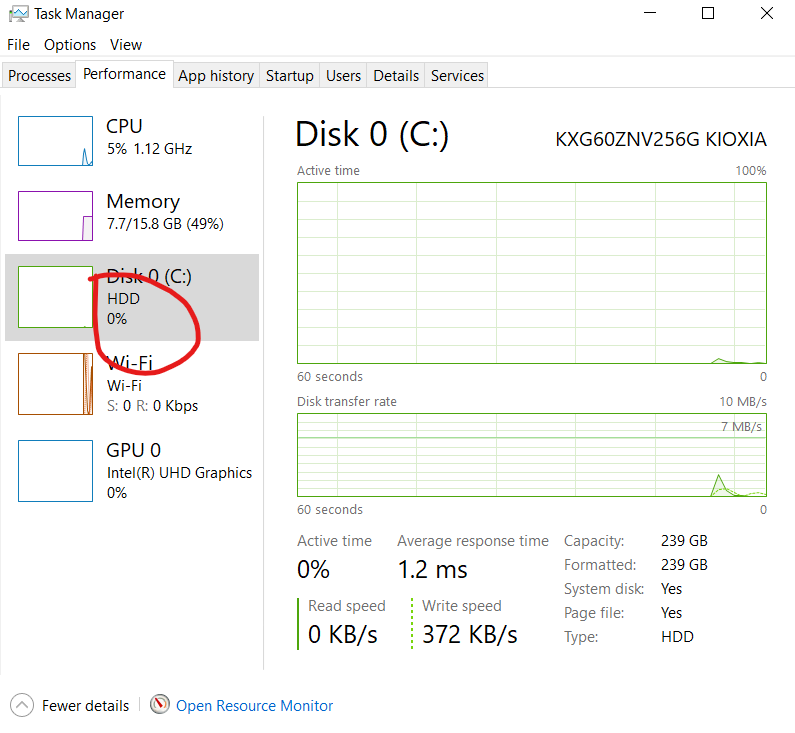 Task Manager
File Options View
Processes Performance App history Startup Users Details Services
CPU
5% 1.12 GHz
Memory
7.7/15.8 GB (49%)
Disk 0 (C:)
HDD
0%
Wi-Fi
Wi-Fi
S: 0 R: 0 Kbps
GPU 0
Intel(R) UHD Graphics
0%
Disk 0 (C:) KXG60ZNV256G KIOXIA
Active time 100%
60 seconds 0
Disk transfer rate 10 MB/s
7 MB/s
60 seconds 0
Active time Average response time
0% 1.2 ms
Read speed Write speed
0 KB/s 372 KB/s
Capacity: 239 GB
Formatted: 239 GB
System disk: Yes
Page file: Yes
Type: HDD
Fewer details Open Resource Monitor